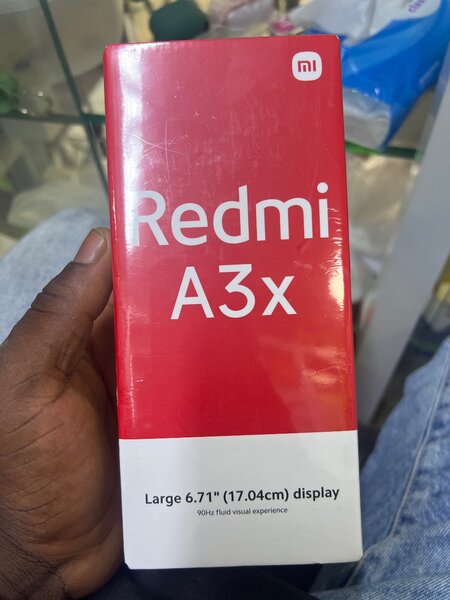 mi
Redmi
A3x
Large 6.71" (17.04cm) display
90Hz fluid visual experience